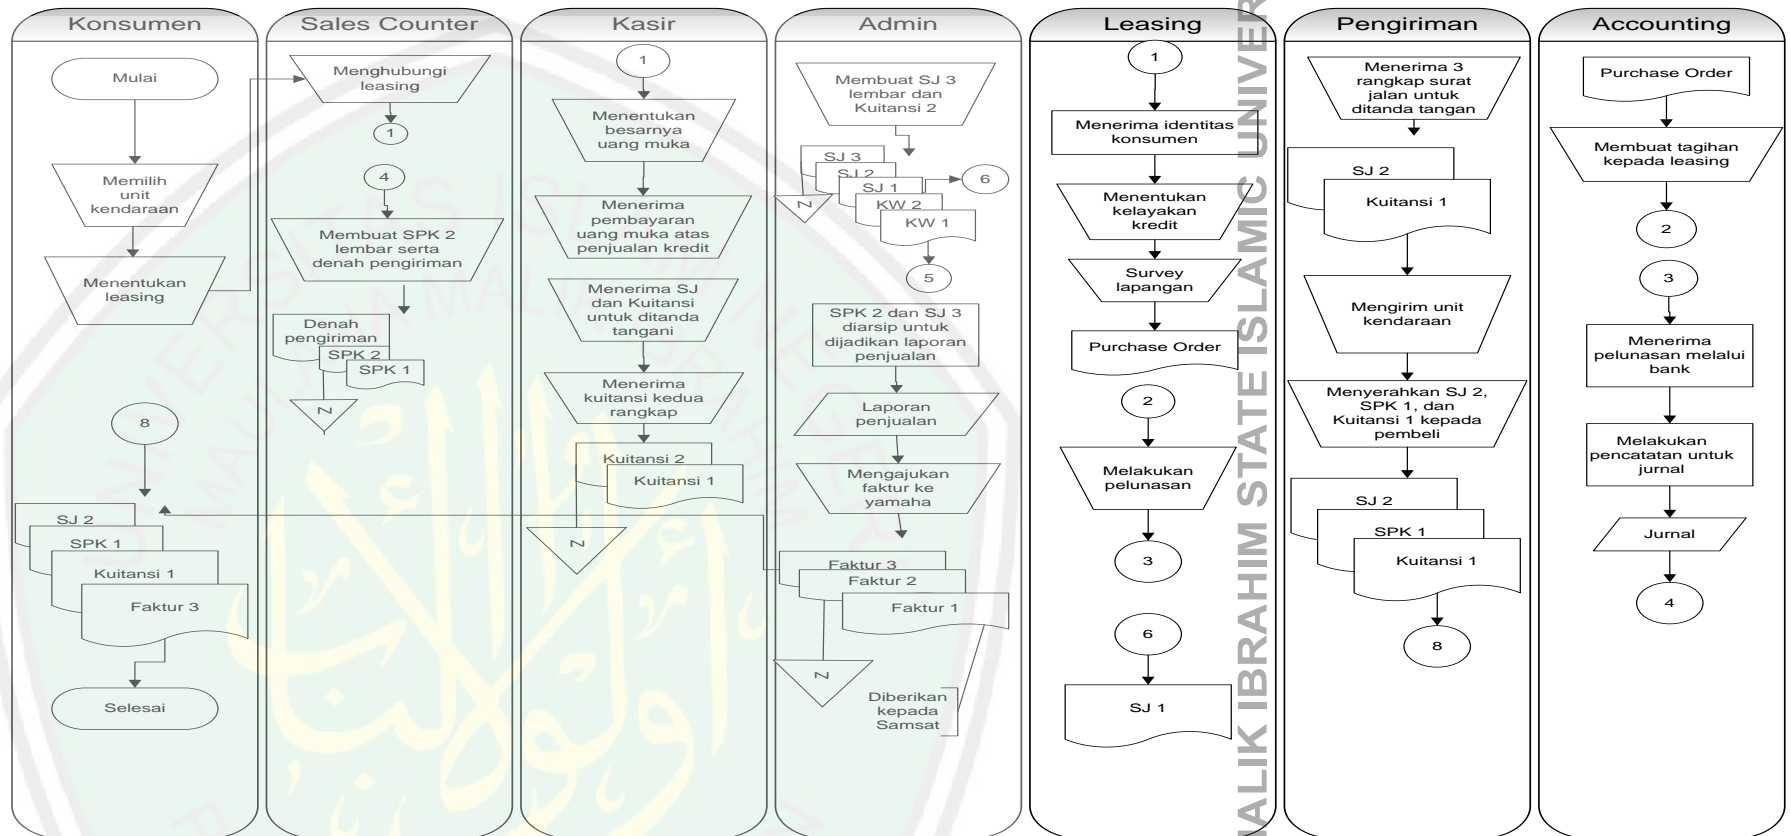 Konsumen
Mulai
Memilih
unit
kendaraan
Menentukan
leasing
8
SJ 2
SPK 1
Kuitansi 1
Faktur 3
Selesai
Sales Counter
Menghubungi
leasing
1
4
Membuat SPK 2
lembar serta
denah pengiriman
Denah
pengiriman
SPK 2
SPK 1
N
Kasir
1
Menentukan
besarnya
uang muka
Menerima
pembayaran
uang muka atas
penjualan kredit
Menerima SJ
dan Kuitansi
untuk ditanda
tangani
Menerima
kuitansi kedua
rangkap
Kuitansi 2
Kuitansi 1
N
Admin
Membuat SJ 3
lembar dan
Kuitansi 2
SJ 3
SJ 2
SJ 1
KW 2
KW 1
N
6
5
SPK 2 dan SJ 3
diarsip untuk
dijadikan laporan
penjualan
Laporan
penjualan
Mengajukan
faktur ke
yamaha
Faktur 3
Faktur 2
Faktur 1
N
Diberikan
kepada
Samsat
Leasing
1
Menerima identitas
konsumen
Menentukan
kelayakan
kredit
Survey
lapangan
Purchase Order
2
Melakukan
pelunasan
3
6
SJ 1
Pengiriman
Menerima 3
rangkap surat
jalan untuk
ditanda tangan
SJ 2
Kuitansi 1
Mengirim unit
kendaraan
Menyerahkan SJ 2,
SPK 1, dan
Kuitansi 1 kepada
pembeli
SJ 2
SPK 1
Kuitansi 1
8
Accounting
Purchase Order
Membuat tagihan
kepada leasing
2
3
Menerima
pelunasan melalui
bank
Melakukan
pencatatan untuk
jurnal
Jurnal
4
ALIK IBRAHIM STATE ISLAMIC UNIVER